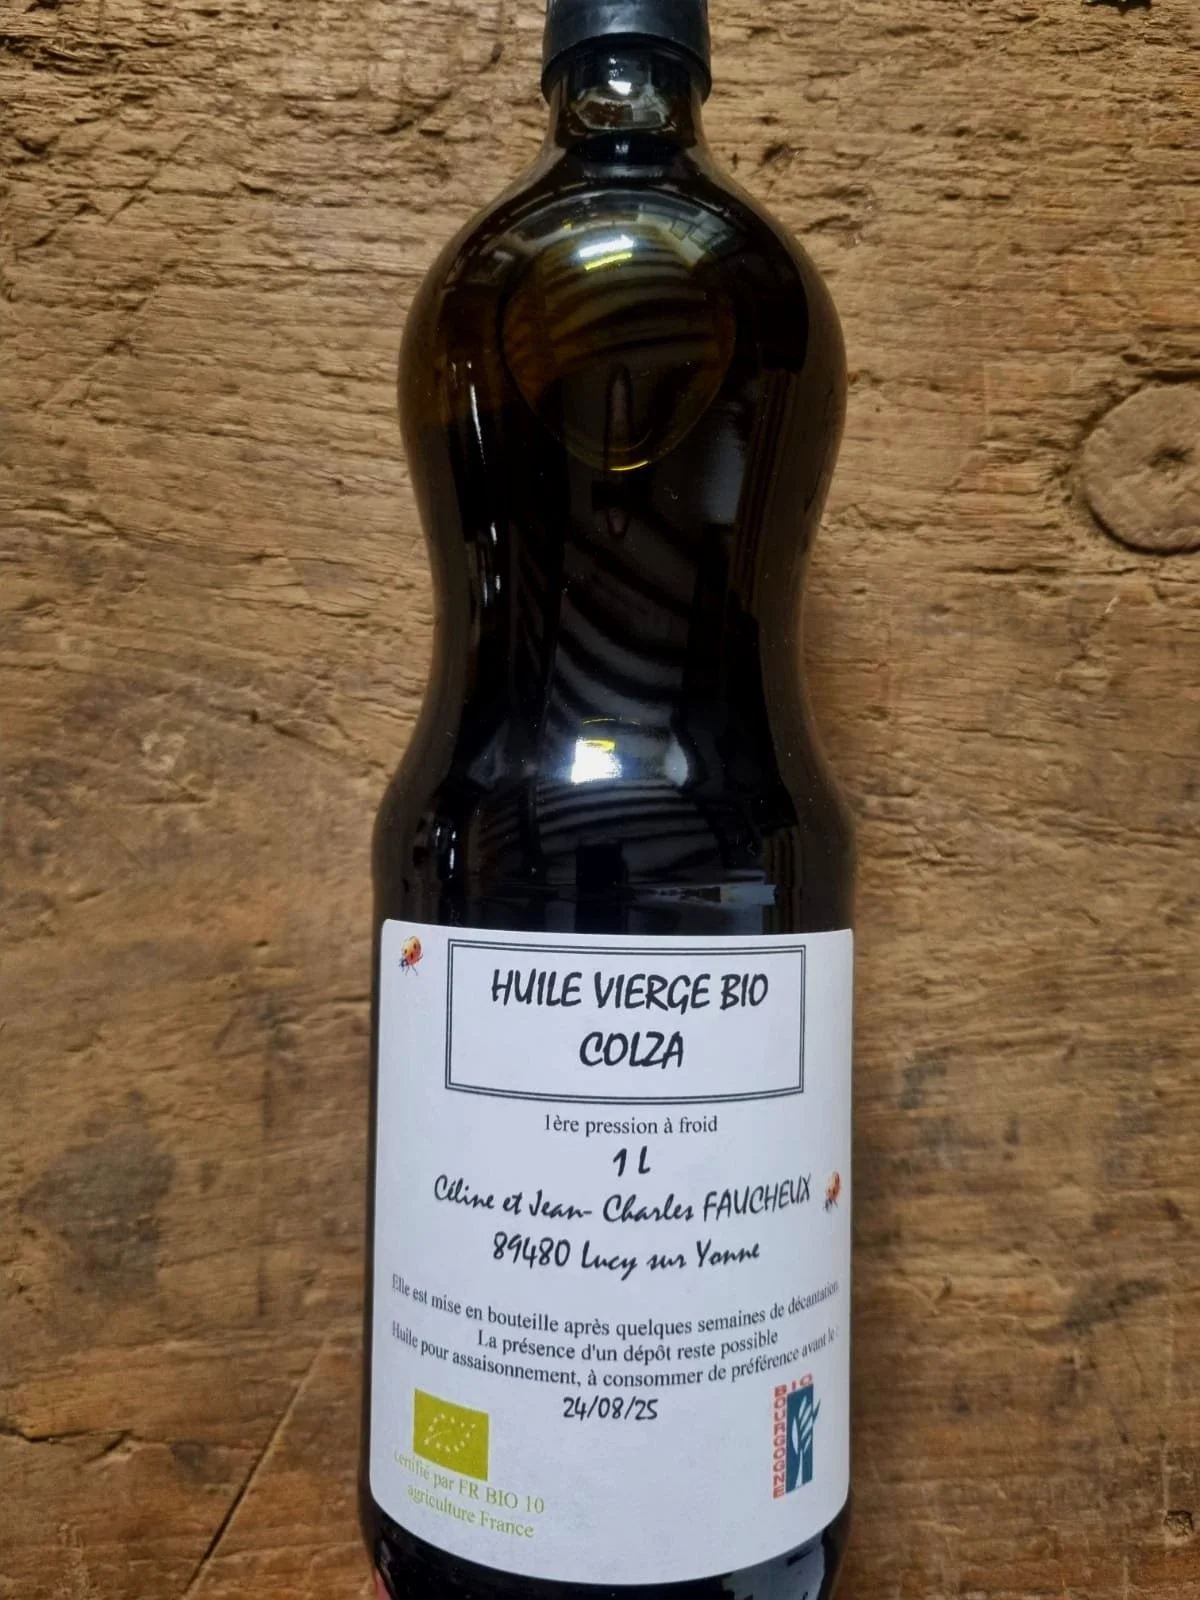 HUILE VIERGE BIO
COLZA
1ère pression à froid
1 L
Céline et Jean- Charles FAUCHEUX
89480 Lucy sur Yonne
Elle est mise en bouteille après quelques semaines de décantation
La présence d'un dépôt reste possible
Huile pour assaisonnement, à consommer de préférence avant le :
24/08/25
BIO
BOURGOGNE
certifié par FR BIO 10
agriculture France